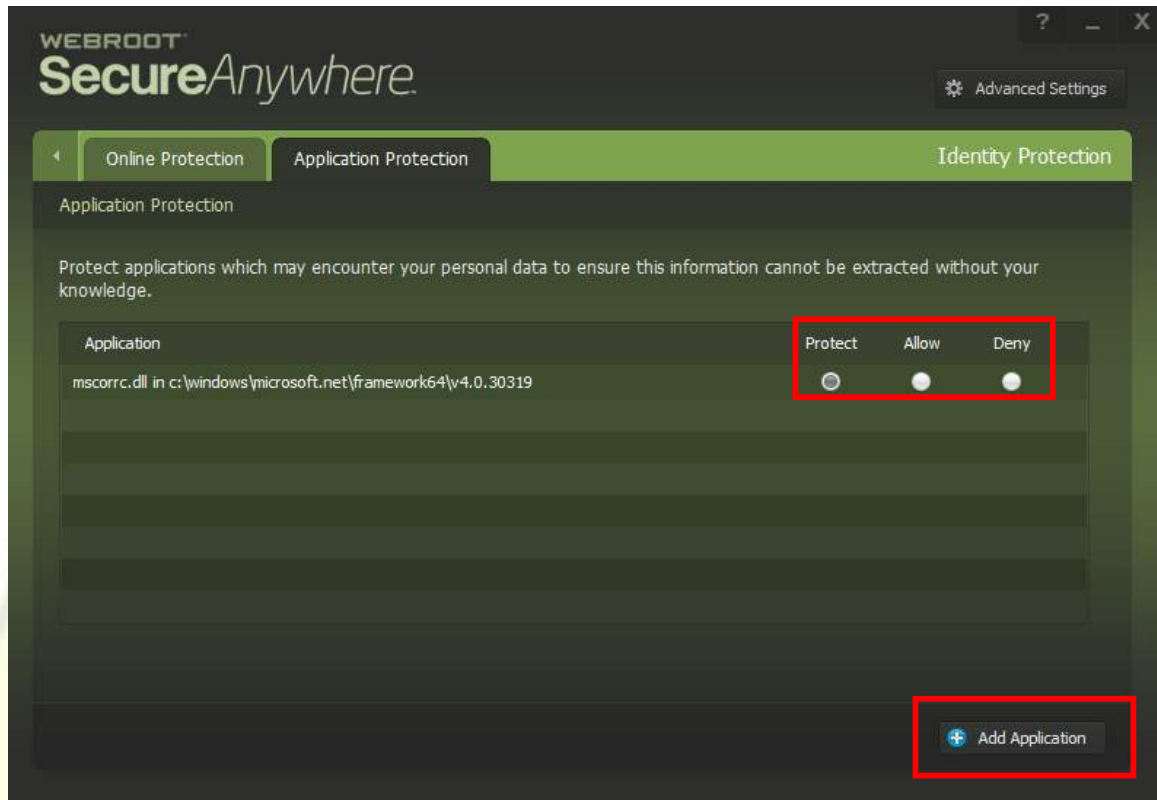 ? _ X
WEBROOT
SecureAnywhere.
Advanced Settings
Online Protection Application Protection Identity Protection
Application Protection
Protect applications which may encounter your personal data to ensure this information cannot be extracted without your
knowledge.
Application Protect Allow Deny
mscorrc.dll in c:\windows\microsoft.net\framework64\v4.0.30319
Add Application